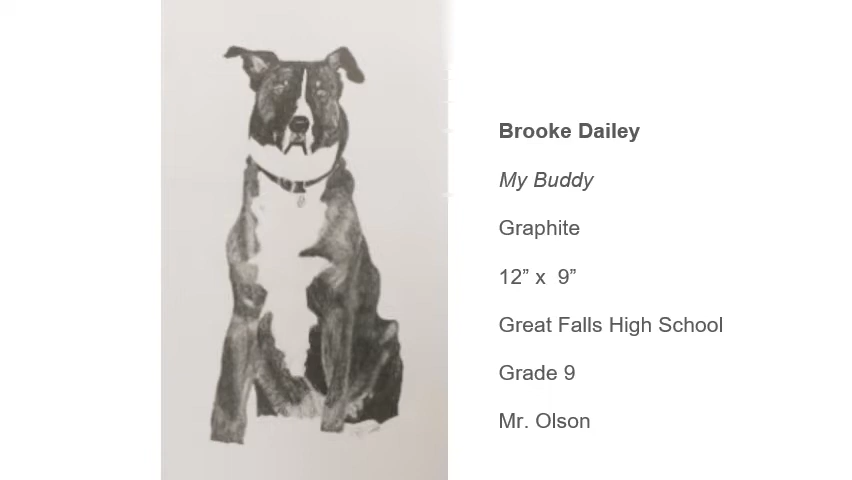 Brooke Dailey
My Buddy
Graphite
12” x  9”
Great Falls High School
Grade 9
Mr. Olson